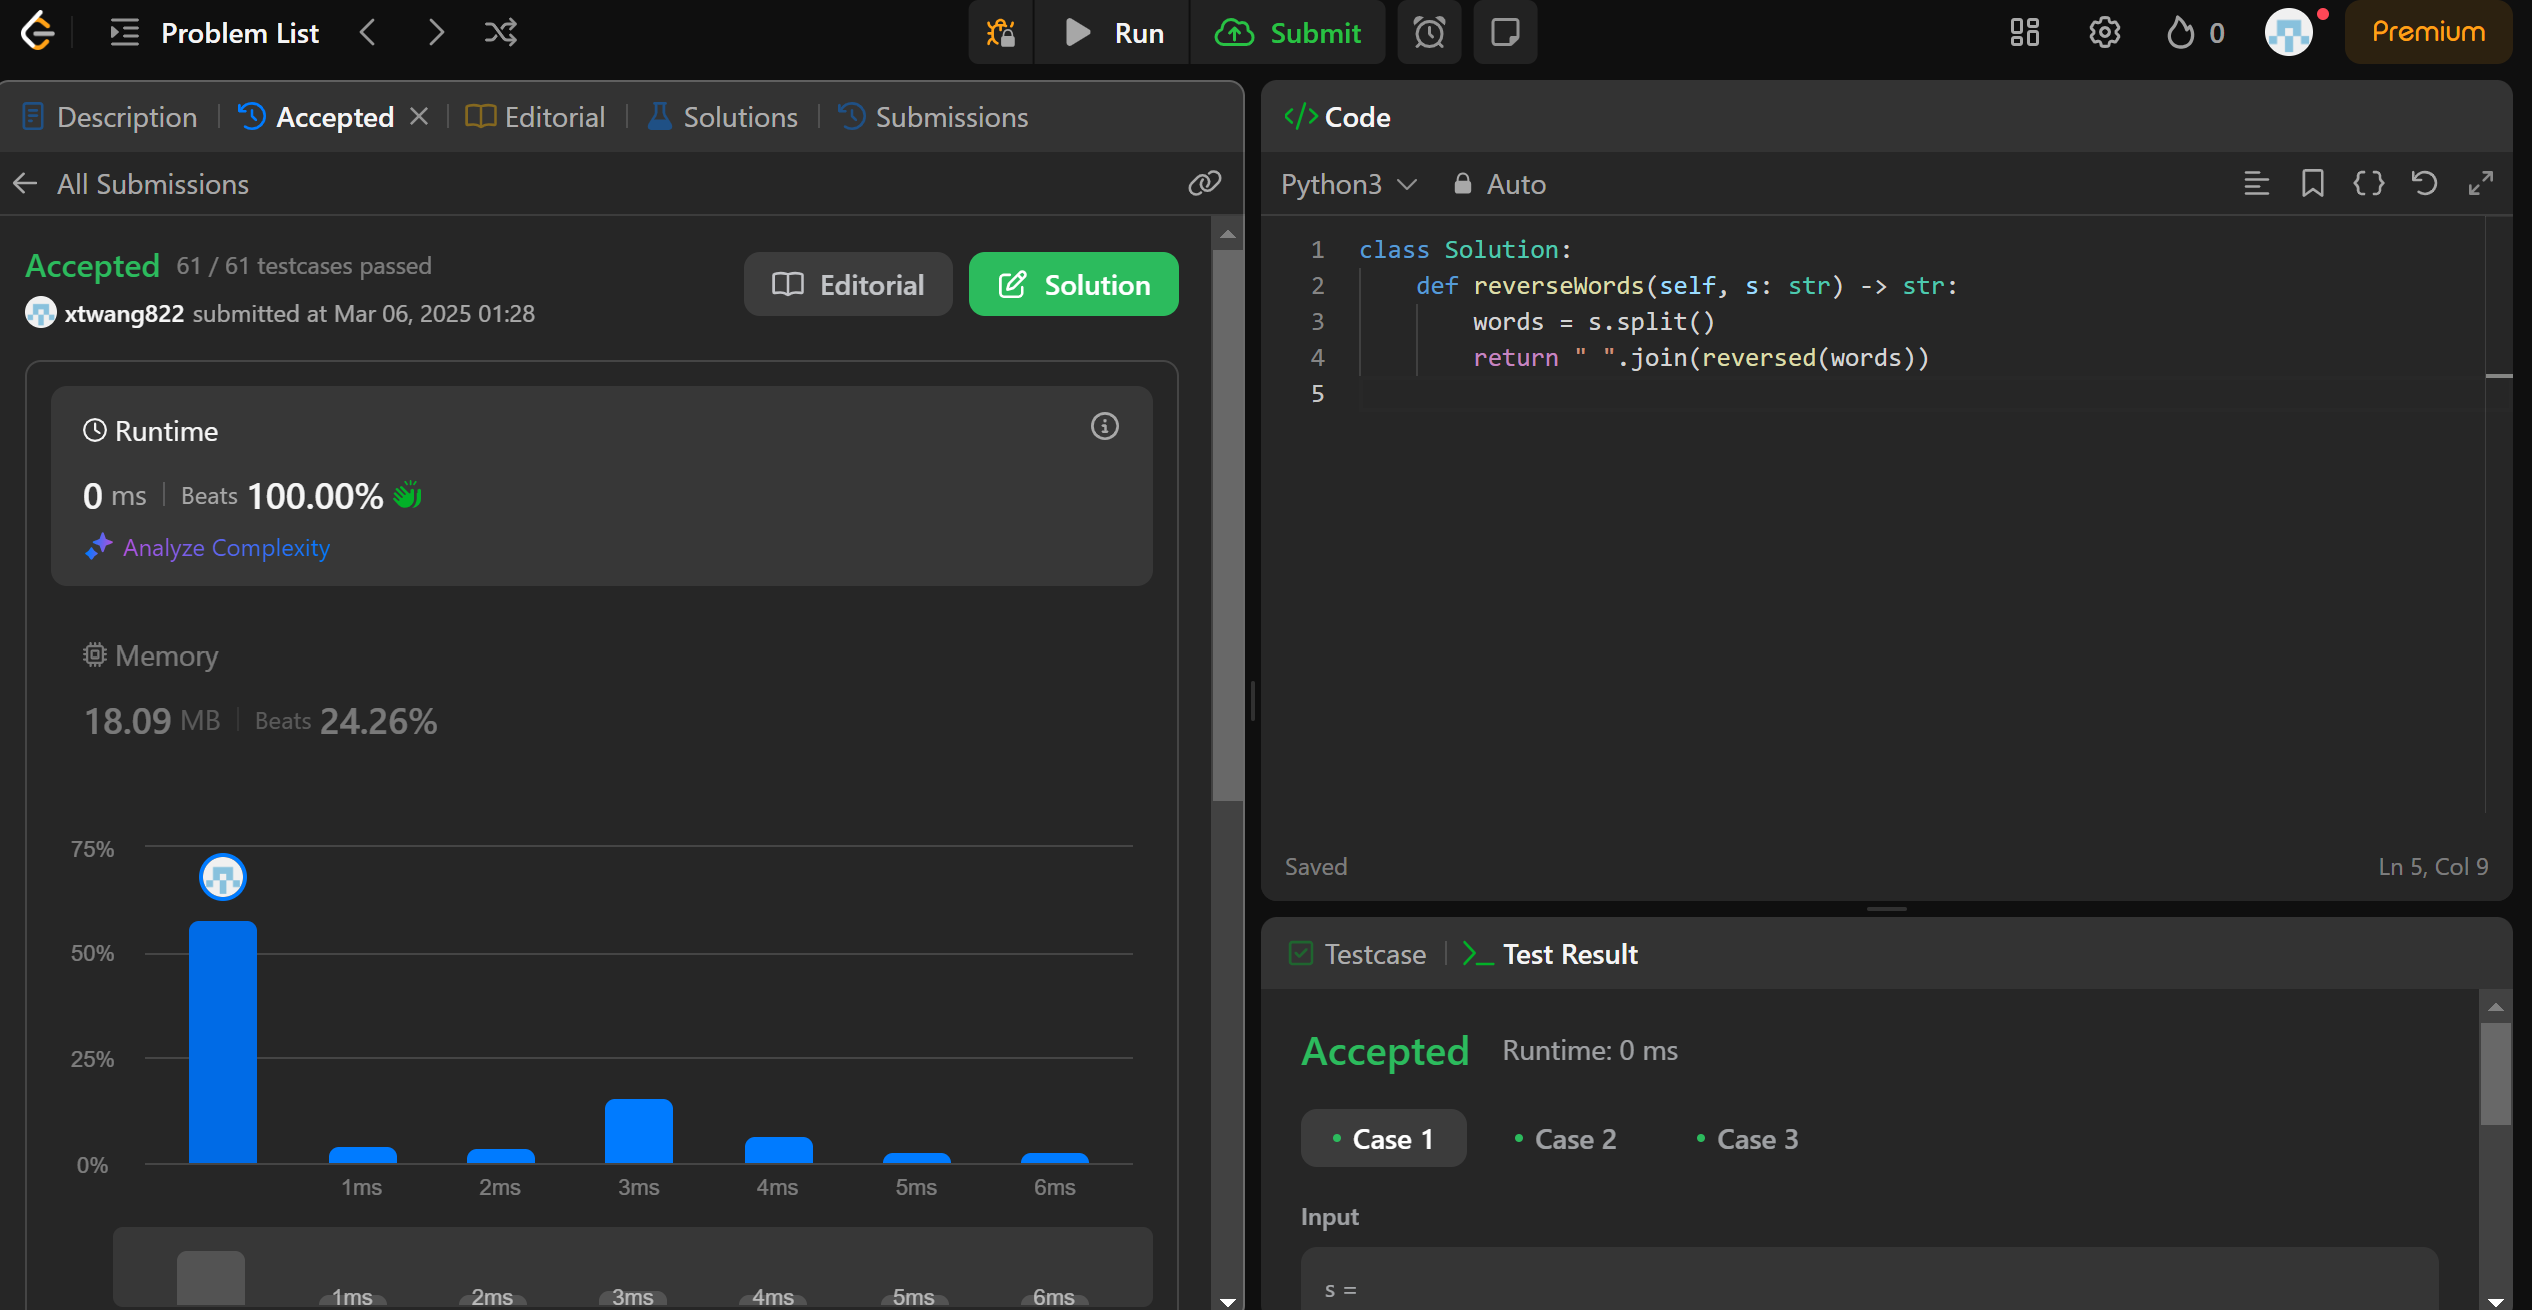 Problem List
Run
Submit
0
Premium
Description
Accepted
Editorial
Solutions
Submissions
All Submissions
Accepted 61 / 61 testcases passed
xtwang822 submitted at Mar 06, 2025 01:28
Editorial
Solution
Runtime
0 ms Beats 100.00%
Analyze Complexity
Memory
18.09 MB Beats 24.26%
75%
50%
25%
0%
1ms 2ms 3ms 4ms 5ms 6ms
1ms 2ms 3ms 4ms 5ms 6ms
</> Code
Python3 Auto
1 class Solution:
2 def reverseWords(self, s: str) -> str:
3 words = s.split()
4 return " ".join(reversed(words))
5
Saved
Ln 5, Col 9
Testcase
Test Result
Accepted Runtime: 0 ms
Case 1
Case 2
Case 3
Input
s =